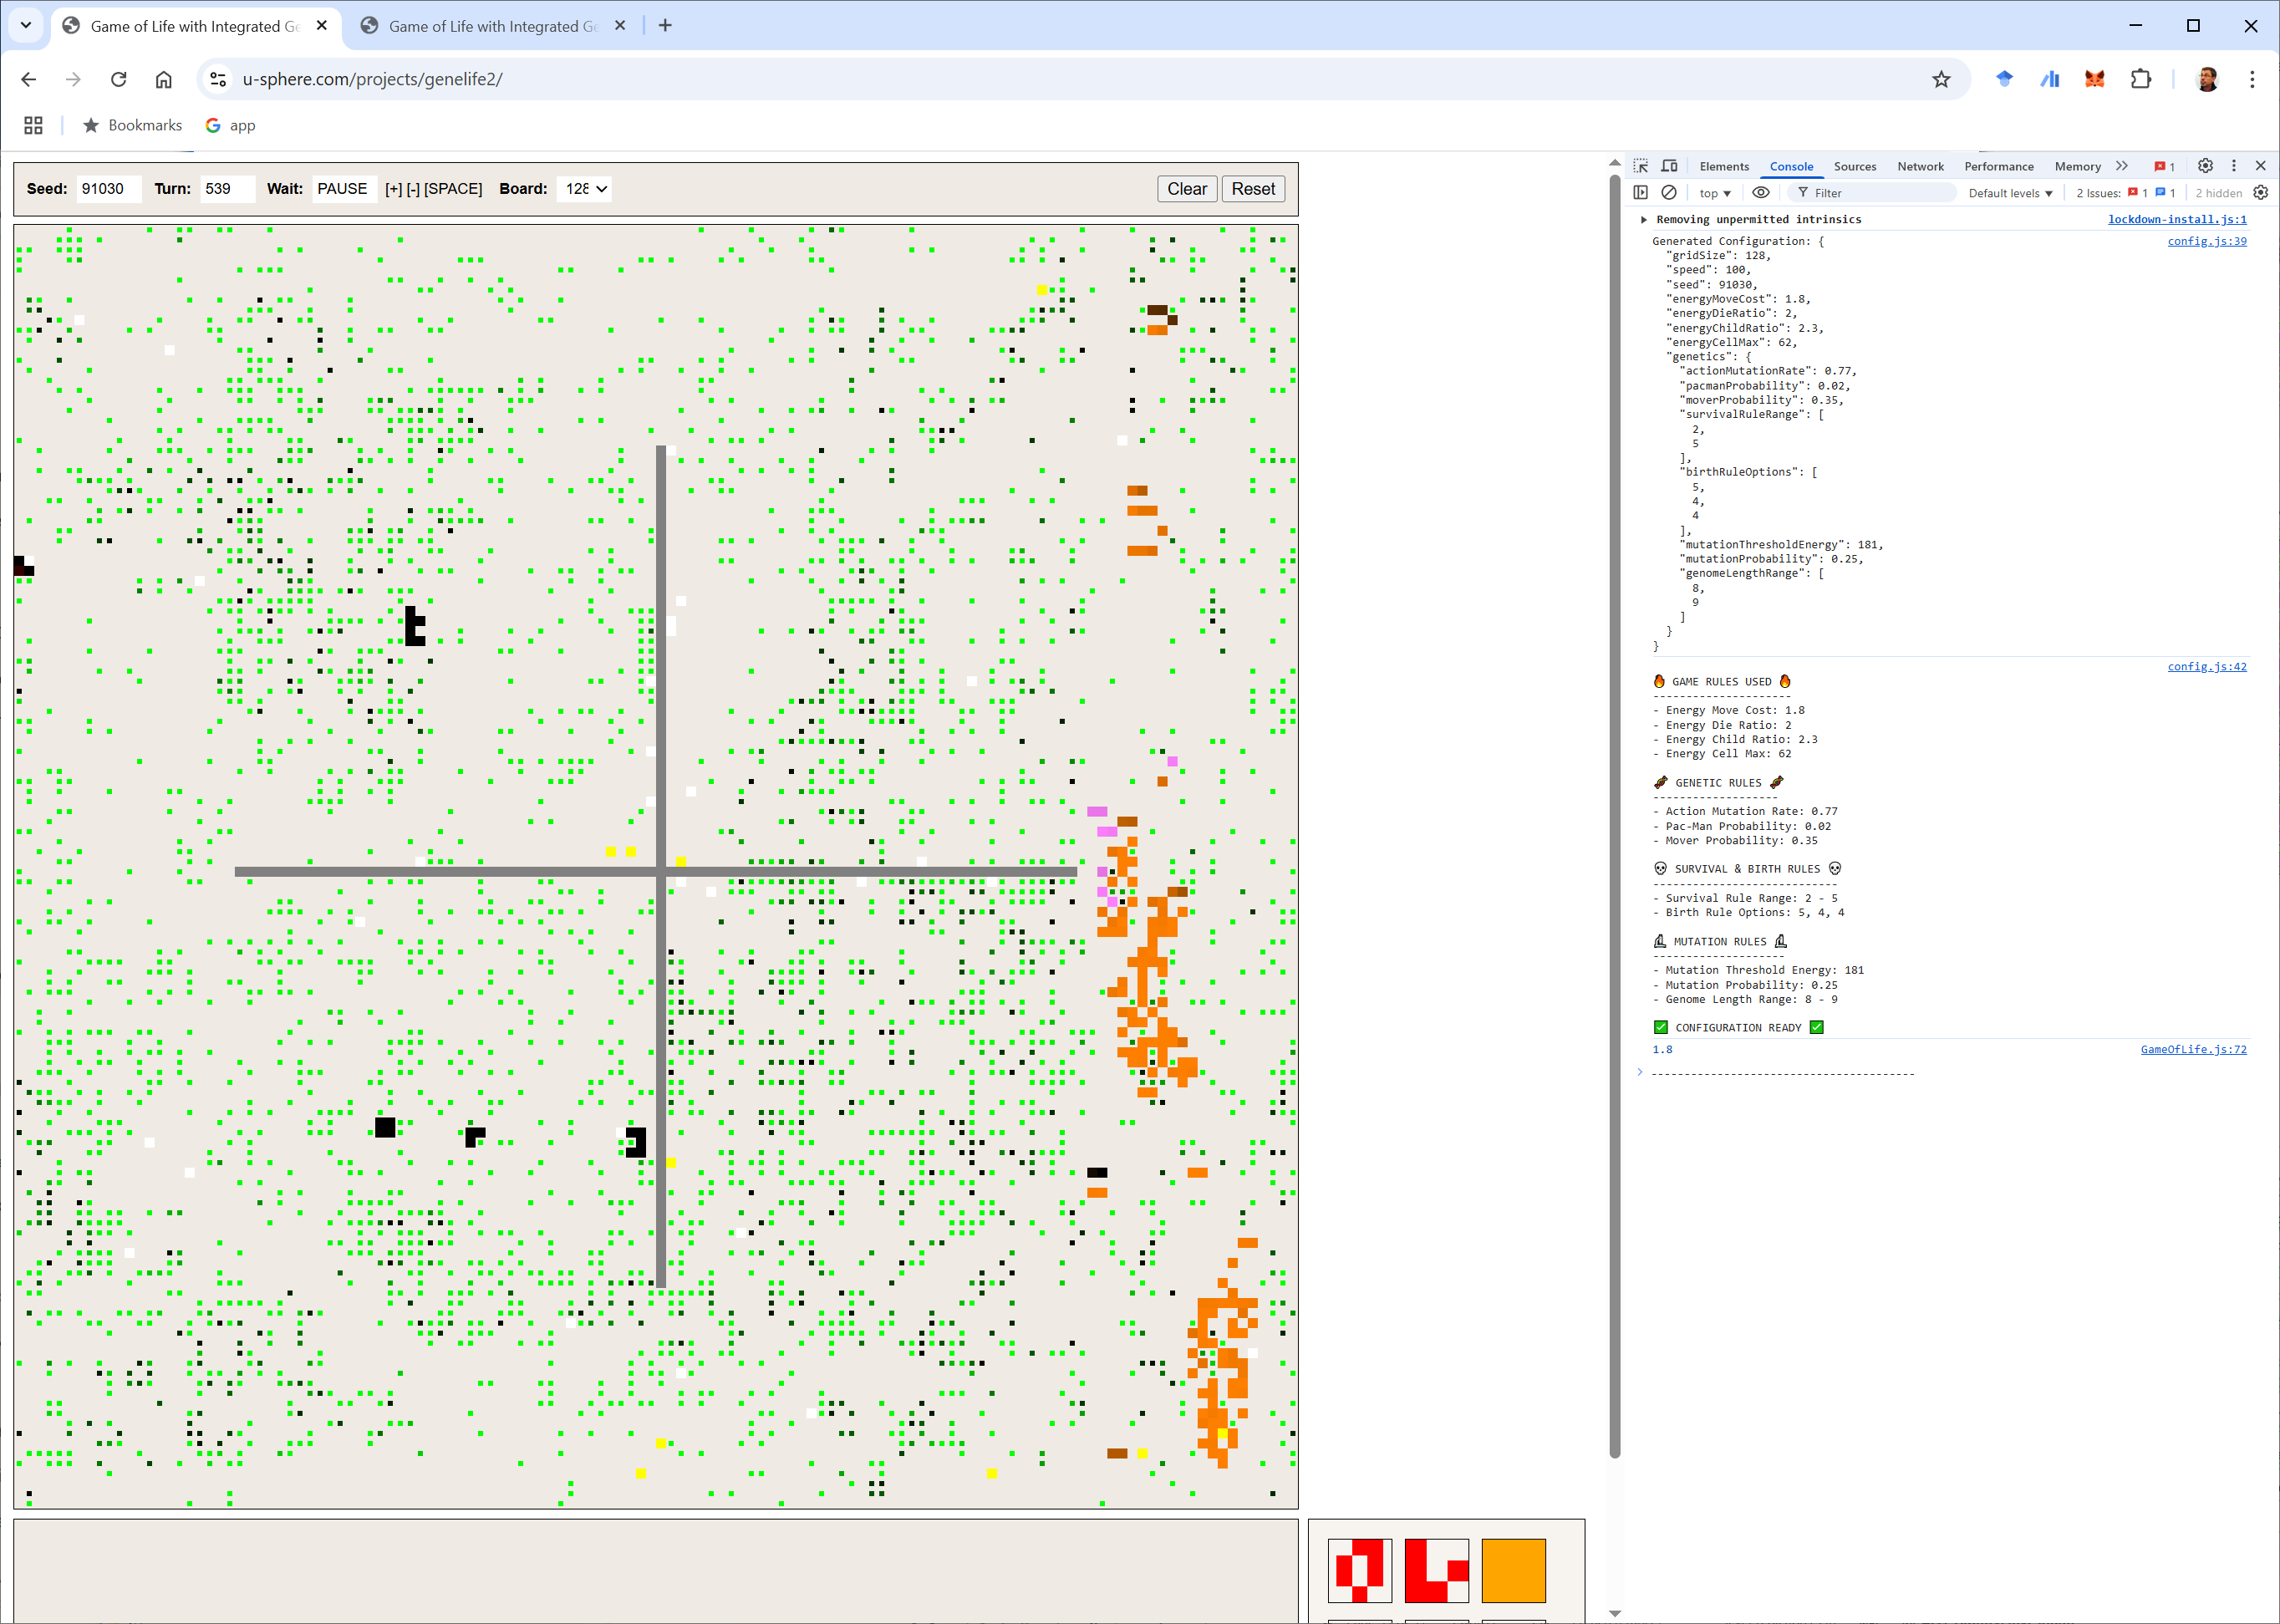 Game of Life with Integrated Ge
Game of Life with Integrated Ge
u-sphere.com/projects/genelife2/
Bookmarks
app
Seed: 91030 Turn: 539 Wait: PAUSE [+] [-] [SPACE] Board: 128 Clear Reset
Elements Console Sources Network Performance Memory 1
top Filter Default levels 2 Issues: 1 1 2 hidden
Removing unpermitted intrinsics lockdown-install.js:1
Generated Configuration: { config.js:39
"gridSize": 128,
"speed": 100,
"seed": 91030,
"energyMoveCost": 1.8,
"energyDieRatio": 2,
"energyChildRatio": 2.3,
"energyCellMax": 62,
"genetics": {
"actionMutationRate": 0.77,
"pacmanProbability": 0.02,
"moverProbability": 0.35,
"survivalRuleRange": [
2,
5
],
"birthRuleOptions": [
5,
4,
4
],
"mutationThresholdEnergy": 181,
"mutationProbability": 0.25,
"genomeLengthRange": [
8,
9
]
}
}
config.js:42
🔥 GAME RULES USED 🔥
--------------------
- Energy Move Cost: 1.8
- Energy Die Ratio: 2
- Energy Child Ratio: 2.3
- Energy Cell Max: 62
GENETIC RULES
------------------
- Action Mutation Rate: 0.77
- Pac-Man Probability: 0.02
- Mover Probability: 0.35
💀 SURVIVAL & BIRTH RULES 💀
---------------------------
- Survival Rule Range: 2 - 5
- Birth Rule Options: 5, 4, 4
MUTATION RULES
-------------------
- Mutation Threshold Energy: 181
- Mutation Probability: 0.25
- Genome Length Range: 8 - 9
✅ CONFIGURATION READY ✅
1.8 GameOfLife.js:72
---------------------------------------